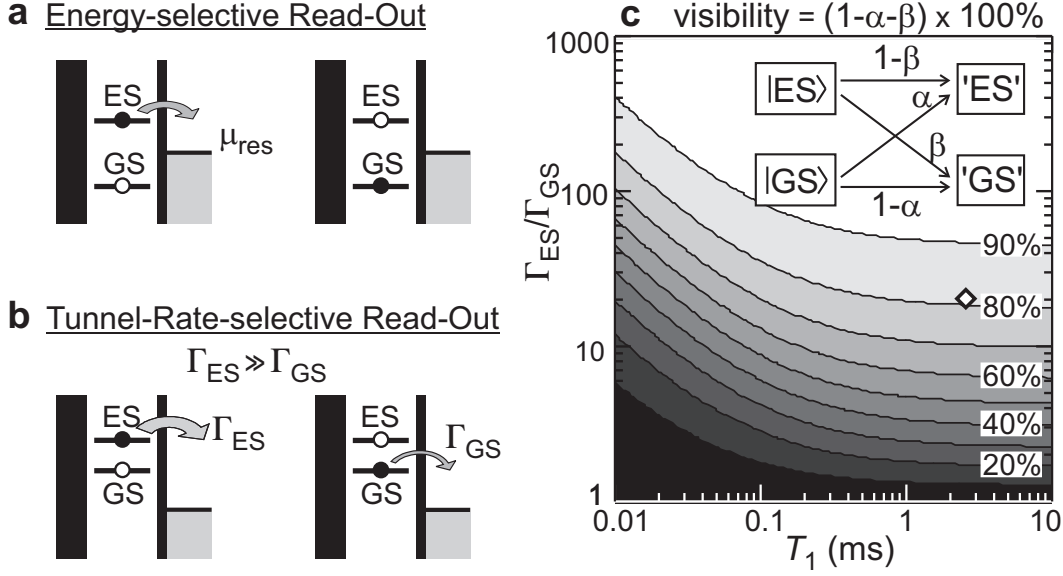 a Energy-selective Read-Out
ES
GS
μres
ES
GS
b Tunnel-Rate-selective Read-Out
ΓES≫ΓGS
ES
GS
ΓES
ES
GS
ΓGS
c visibility = (1-α-β) x 100%
1000
100
10
1
ΓES/ΓGS
|ES⟩
1-β
'ES'
α
β
|GS⟩
1-α
'GS'
90%
80%
60%
40%
20%
0.01 0.1 1 10
T1 (ms)